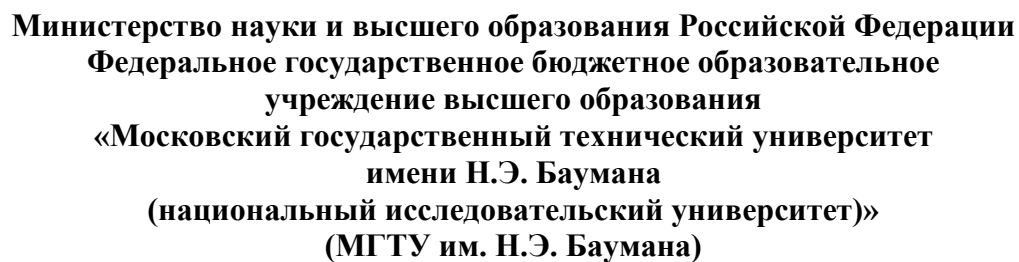 Министерство науки и высшего образования Российской Федерации
Федеральное государственное бюджетное образовательное
учреждение высшего образования
«Московский государственный технический университет
имени Н.Э. Баумана
(национальный исследовательский университет)»
(МГТУ им. Н.Э. Баумана)